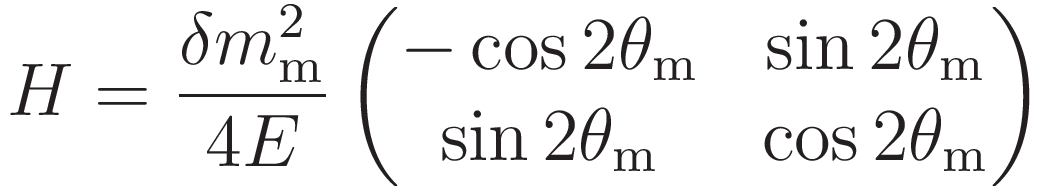 H = \frac{\delta m_{\mathrm{m}}^2}{4E} \begin{pmatrix} -\cos 2\theta_{\mathrm{m}} & \sin 2\theta_{\mathrm{m}} \\ \sin 2\theta_{\mathrm{m}} & \cos 2\theta_{\mathrm{m}} \end{pmatrix}